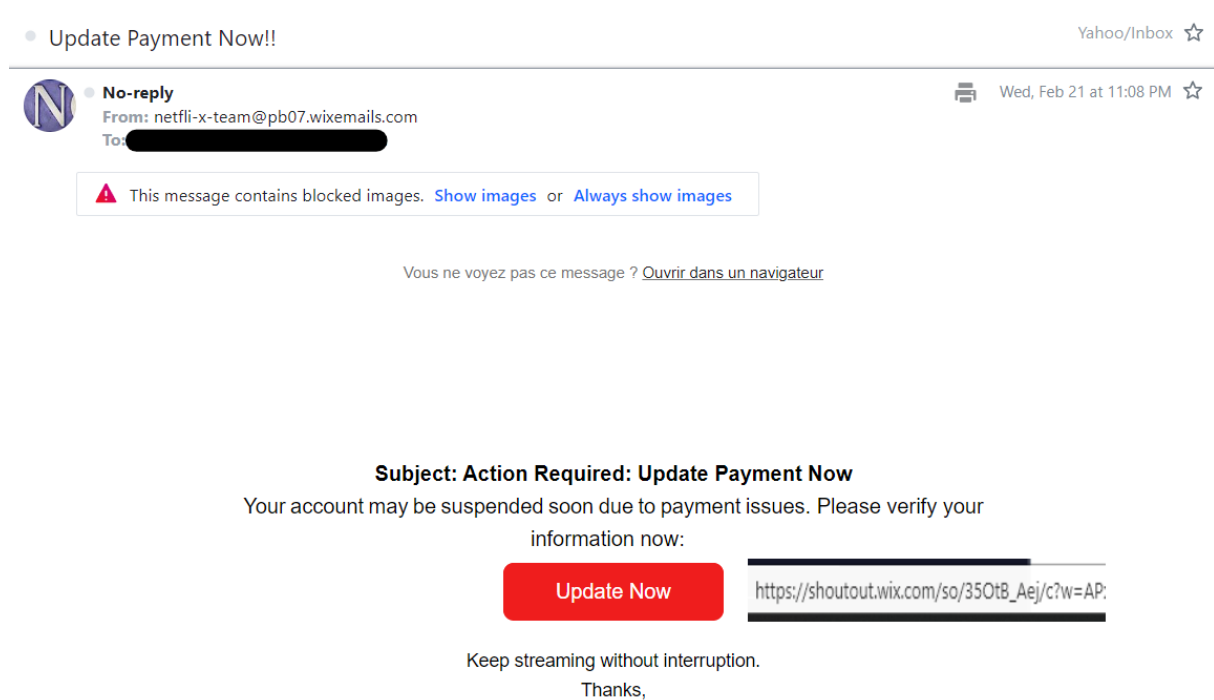 Update Payment Now!!
Yahoo/Inbox
N
No-reply
Wed, Feb 21 at 11:08 PM
From: netfli-x-team@pb07.wixemails.com
To:
This message contains blocked images. Show images or Always show images
Vous ne voyez pas ce message ? Ouvrir dans un navigateur
Subject: Action Required: Update Payment Now
Your account may be suspended soon due to payment issues. Please verify your
information now:
Update Now
https://shoutout.wix.com/so/35OtB_Aej/c?w=AP
Keep streaming without interruption.
Thanks,